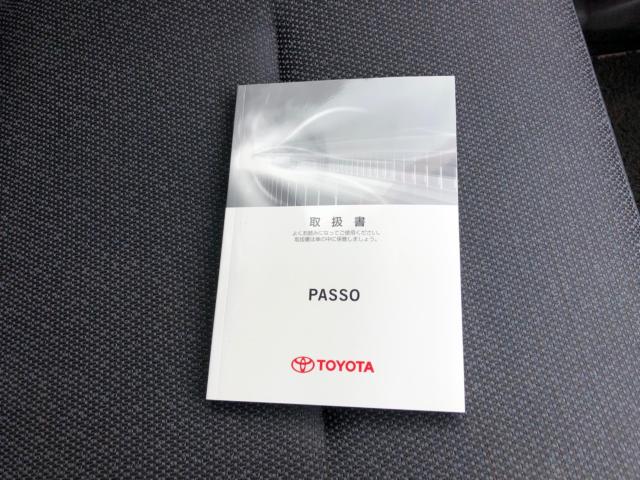 取扱書
よくお読みになってご使用ください。
取扱書は車の中に保管しましょう。
PASSO
TOYOTA